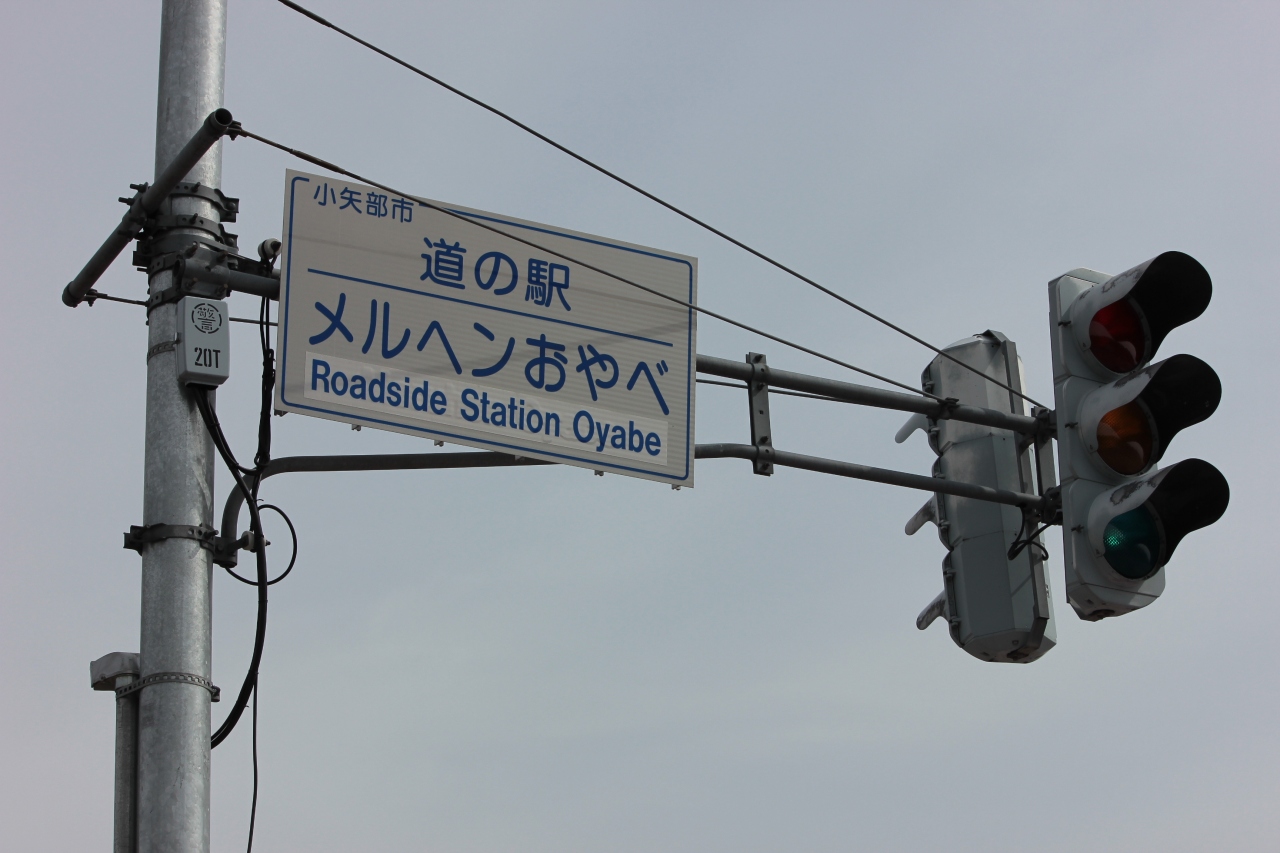 小矢部市
道の駅
メルヘンおやべ
Roadside Station Oyabe
警
20T